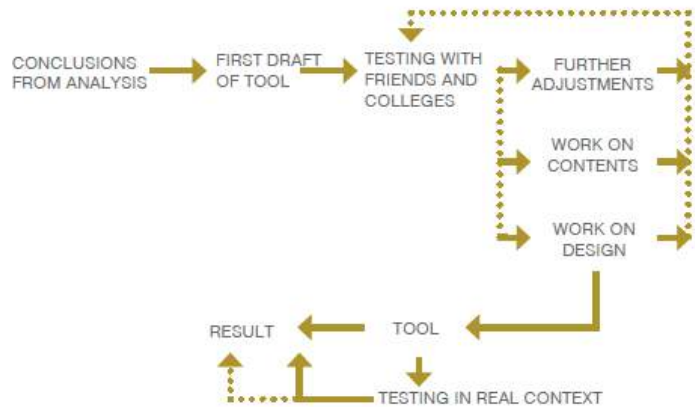 CONCLUSIONS
FROM ANALYSIS
FIRST DRAFT
OF TOOL
TESTING WITH
FRIENDS AND
COLLEGES
FURTHER
ADJUSTMENTS
WORK ON
CONTENTS
WORK ON
DESIGN
RESULT
TOOL
TESTING IN REAL CONTEXT